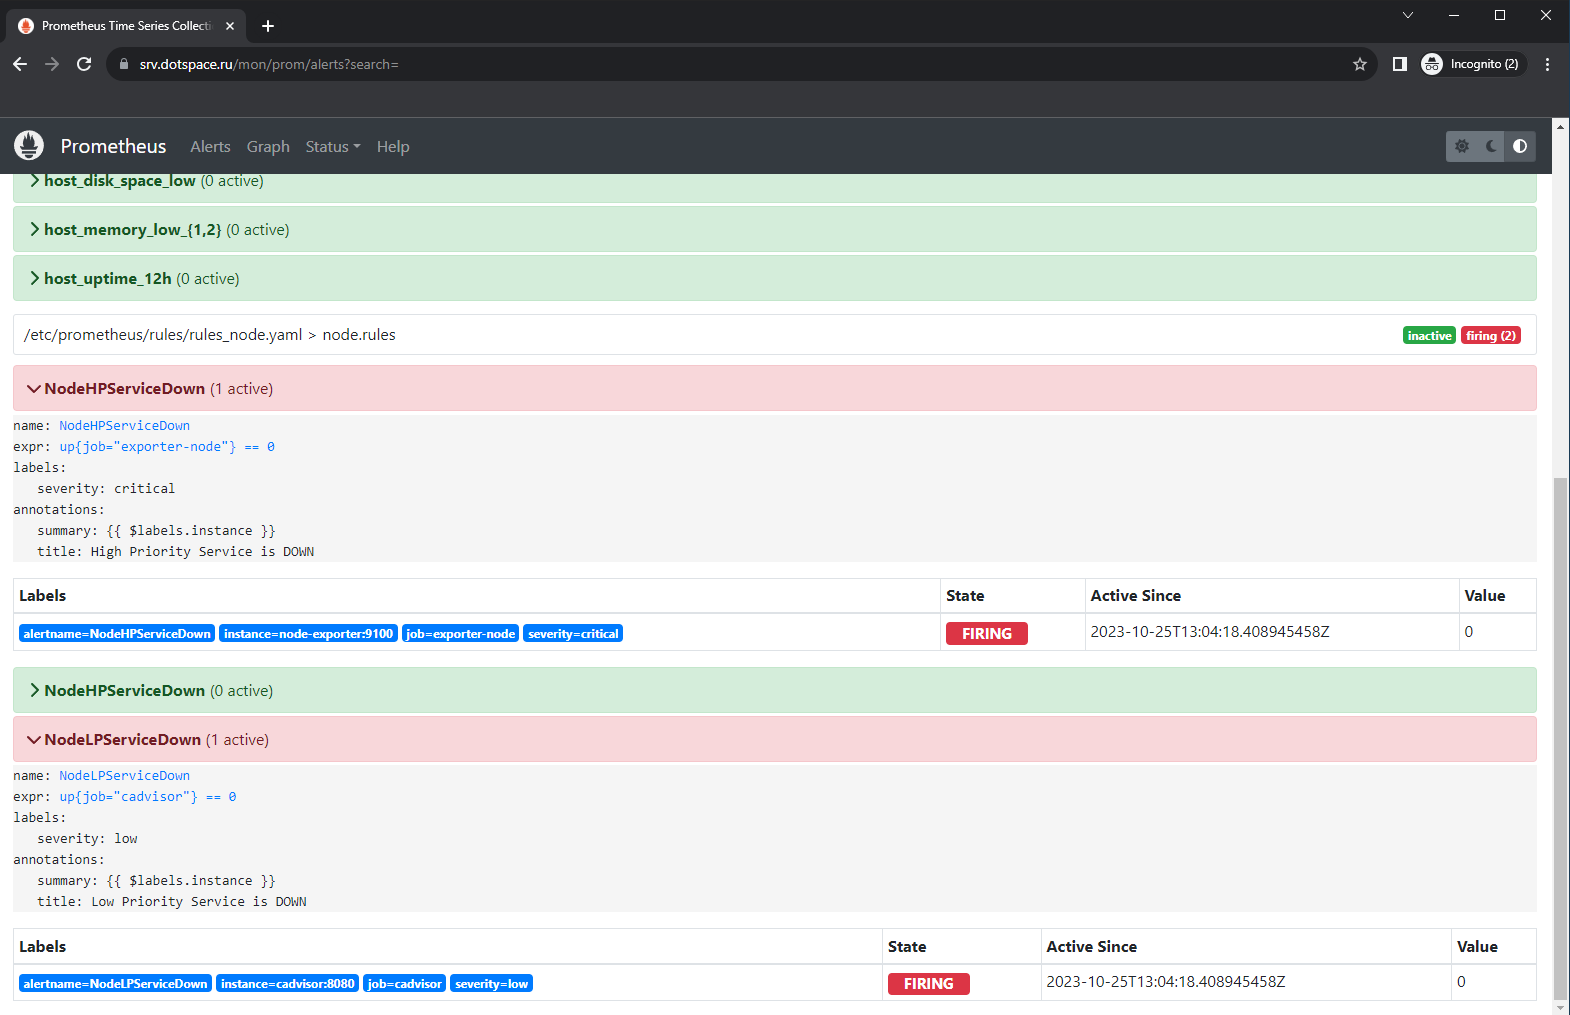 Prometheus Time Series Collecti
srv.dotspace.ru/mon/prom/alerts?search=
Incognito (2)
Prometheus Alerts Graph Status Help
host_disk_space_low (0 active)
host_memory_low_{1,2} (0 active)
host_uptime_12h (0 active)
/etc/prometheus/rules/rules_node.yaml > node.rules inactive firing (2)
NodeHPServiceDown (1 active)
name: NodeHPServiceDown
expr: up{job="exporter-node"} == 0
labels:
severity: critical
annotations:
summary: {{ $labels.instance }}
title: High Priority Service is DOWN
Labels State Active Since Value
alertname=NodeHPServiceDown instance=node-exporter:9100 job=exporter-node severity=critical FIRING 2023-10-25T13:04:18.408945458Z 0
NodeHPServiceDown (0 active)
NodeLPServiceDown (1 active)
name: NodeLPServiceDown
expr: up{job="cadvisor"} == 0
labels:
severity: low
annotations:
summary: {{ $labels.instance }}
title: Low Priority Service is DOWN
Labels State Active Since Value
alertname=NodeLPServiceDown instance=cadvisor:8080 job=cadvisor severity=low FIRING 2023-10-25T13:04:18.408945458Z 0